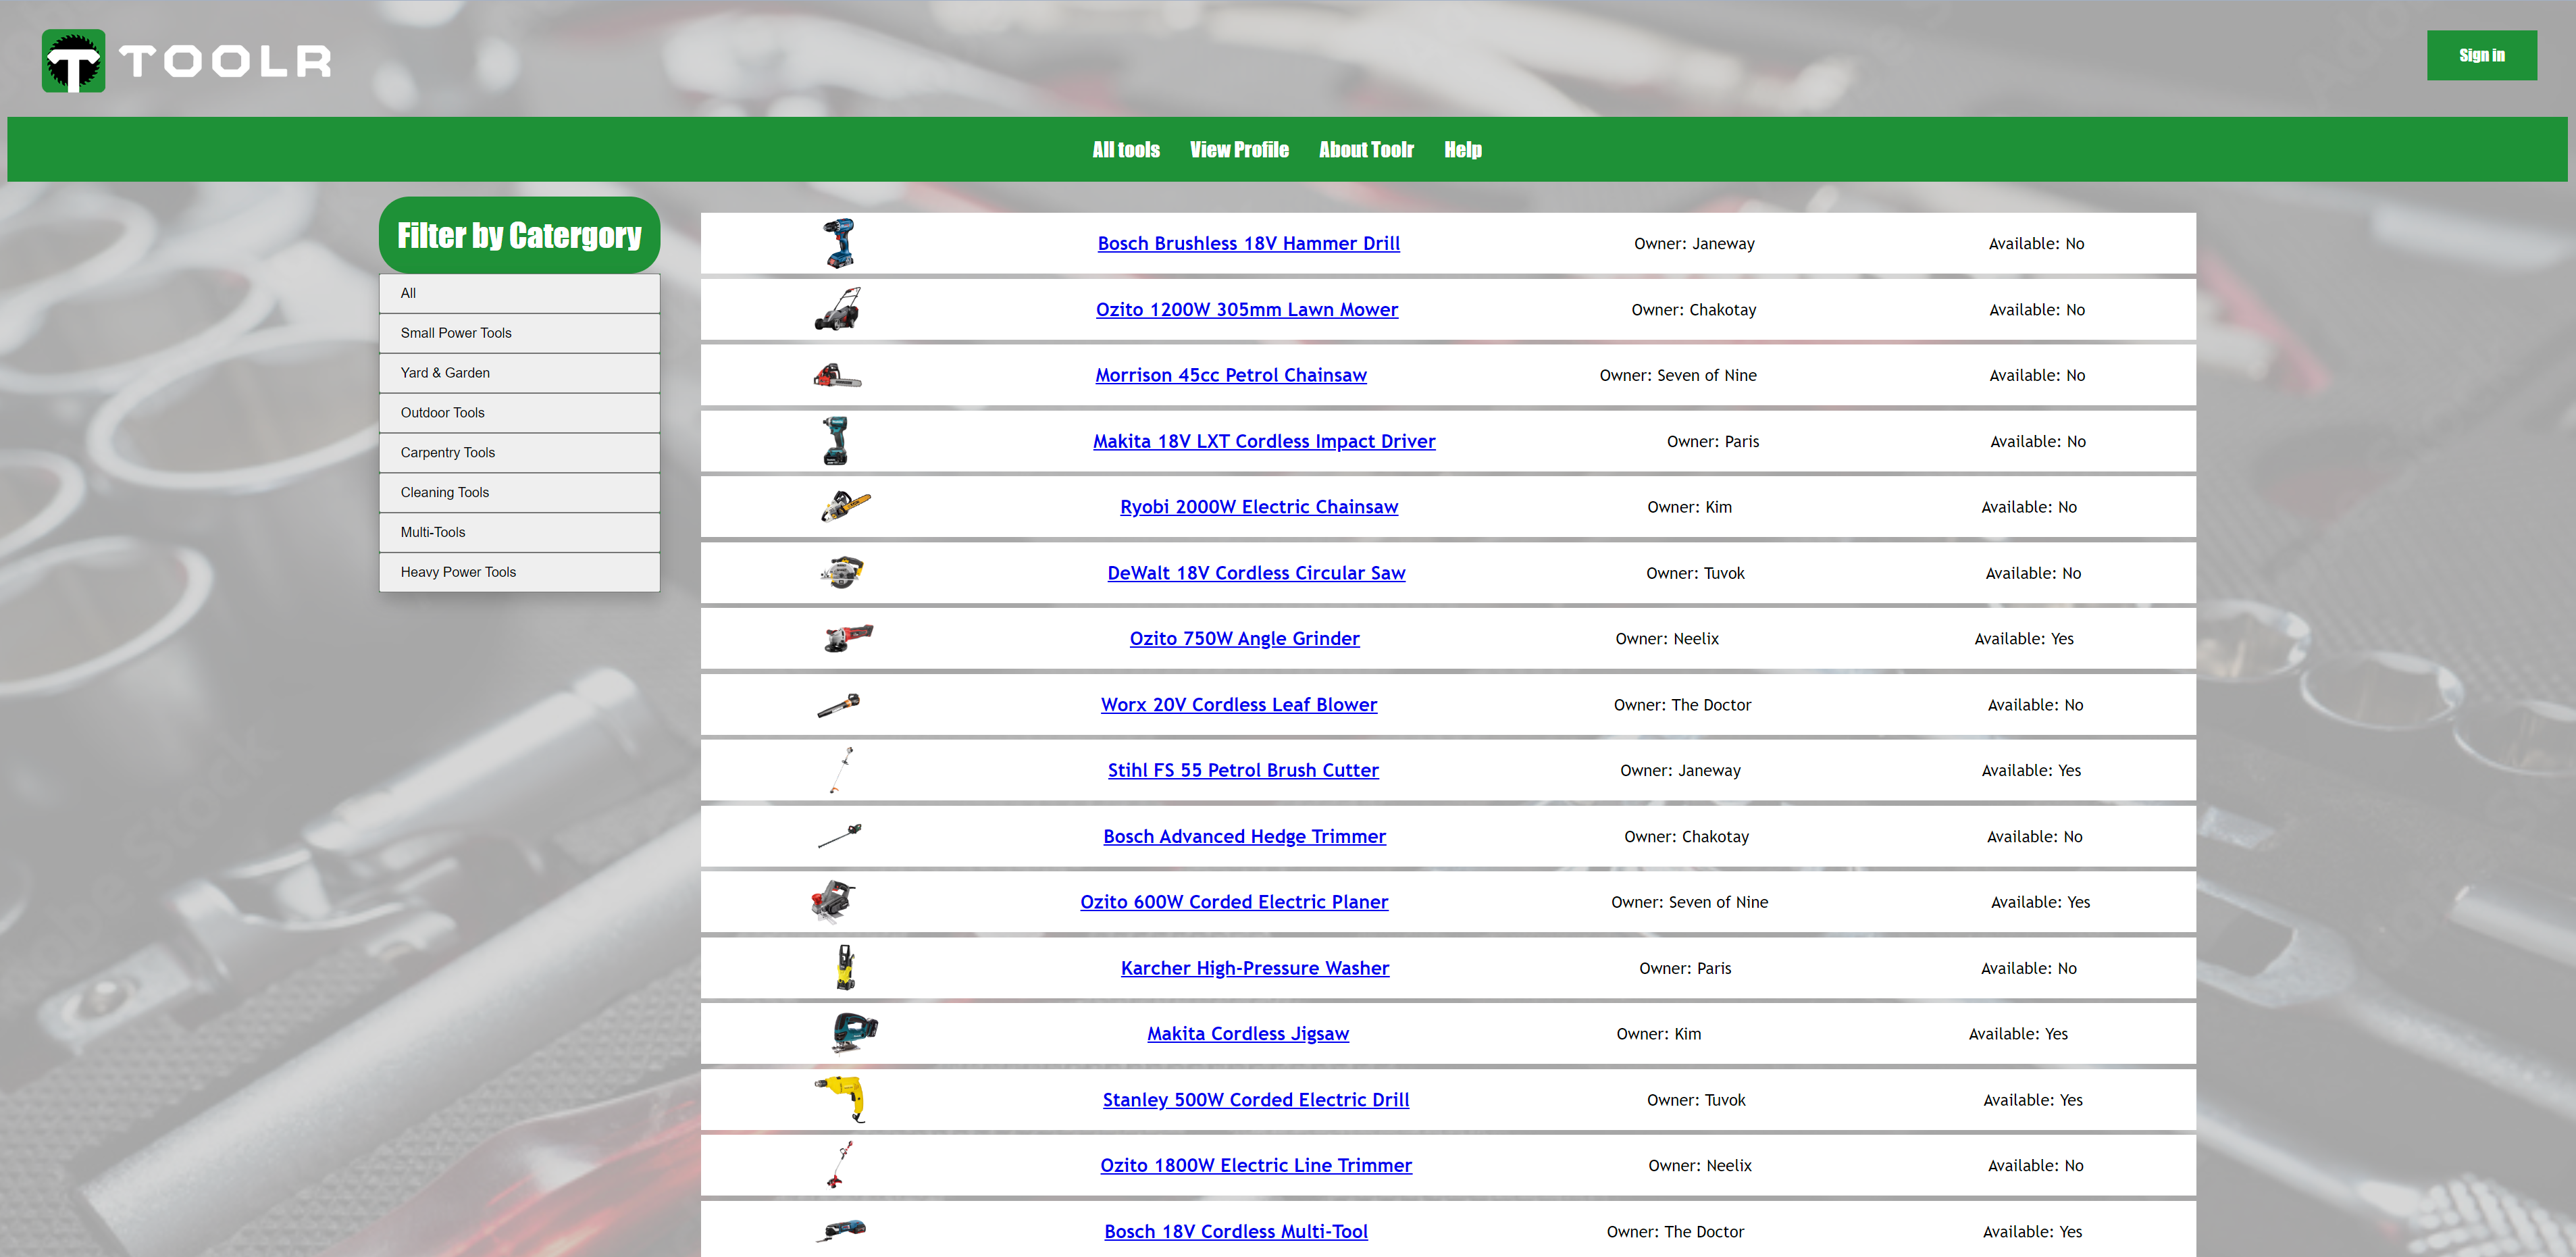 TOOLR
Sign in
All tools View Profile About Toolr Help
Filter by Catergory
All
Small Power Tools
Yard & Garden
Outdoor Tools
Carpentry Tools
Cleaning Tools
Multi-Tools
Heavy Power Tools
Bosch Brushless 18V Hammer Drill Owner: Janeway Available: No
Ozito 1200W 305mm Lawn Mower Owner: Chakotay Available: No
Morrison 45cc Petrol Chainsaw Owner: Seven of Nine Available: No
Makita 18V LXT Cordless Impact Driver Owner: Paris Available: No
Ryobi 2000W Electric Chainsaw Owner: Kim Available: No
DeWalt 18V Cordless Circular Saw Owner: Tuvok Available: No
Ozito 750W Angle Grinder Owner: Neelix Available: Yes
Worx 20V Cordless Leaf Blower Owner: The Doctor Available: No
Stihl FS 55 Petrol Brush Cutter Owner: Janeway Available: Yes
Bosch Advanced Hedge Trimmer Owner: Chakotay Available: No
Ozito 600W Corded Electric Planer Owner: Seven of Nine Available: Yes
Karcher High-Pressure Washer Owner: Paris Available: No
Makita Cordless Jigsaw Owner: Kim Available: Yes
Stanley 500W Corded Electric Drill Owner: Tuvok Available: Yes
Ozito 1800W Electric Line Trimmer Owner: Neelix Available: No
Bosch 18V Cordless Multi-Tool Owner: The Doctor Available: Yes